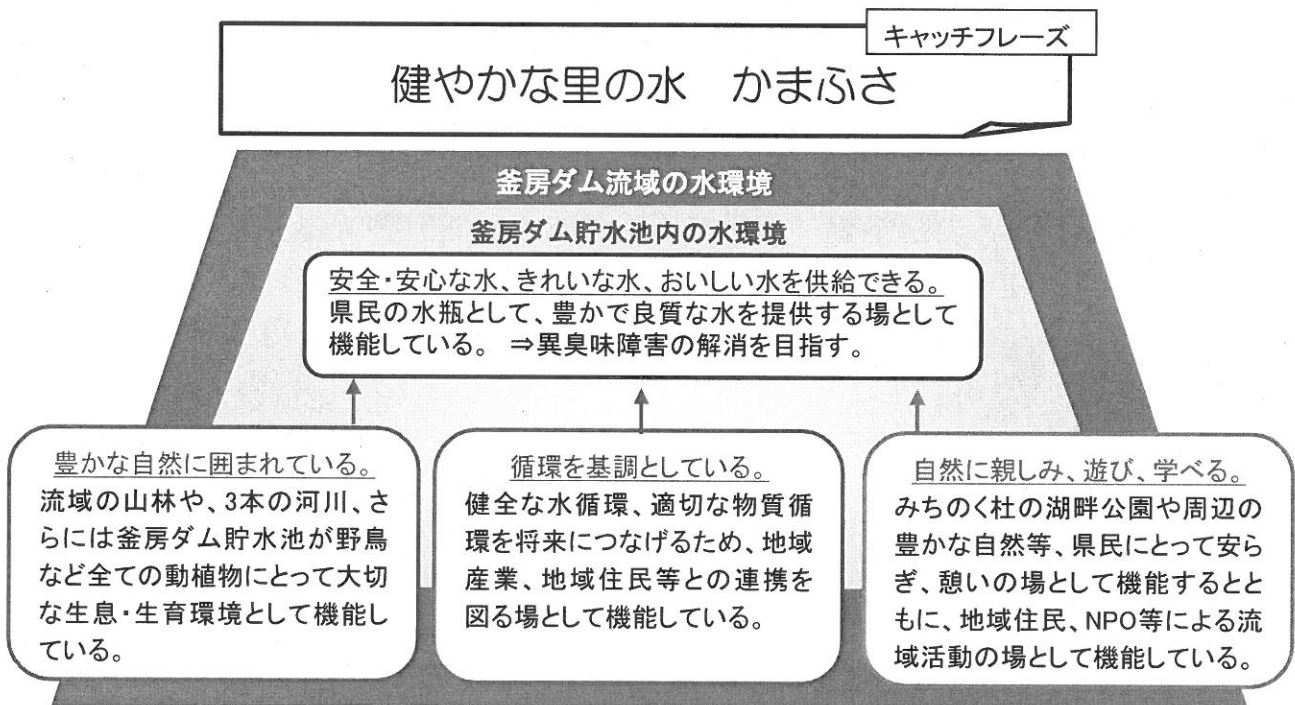 キャッチフレーズ
健やかな里の水　かまふさ
釜房ダム流域の水環境
釜房ダム貯水池内の水環境
安全・安心な水、きれいな水、おいしい水を供給できる。
県民の水瓶として、豊かで良質な水を提供する場として
機能している。　⇒異臭味障害の解消を目指す。
豊かな自然に囲まれている。
流域の山林や、3本の河川、さ
らには釜房ダム貯水池が野鳥
など全ての動植物にとって大切
な生息・生育環境として機能し
ている。
循環を基調としている。
健全な水循環、適切な物質循
環を将来につなげるため、地域
産業、地域住民等との連携を
図る場として機能している。
自然に親しみ、遊び、学べる。
みちのく杜の湖畔公園や周辺の
豊かな自然等、県民にとって安ら
ぎ、憩いの場として機能するとと
もに、地域住民、NPO等による流
域活動の場として機能している。